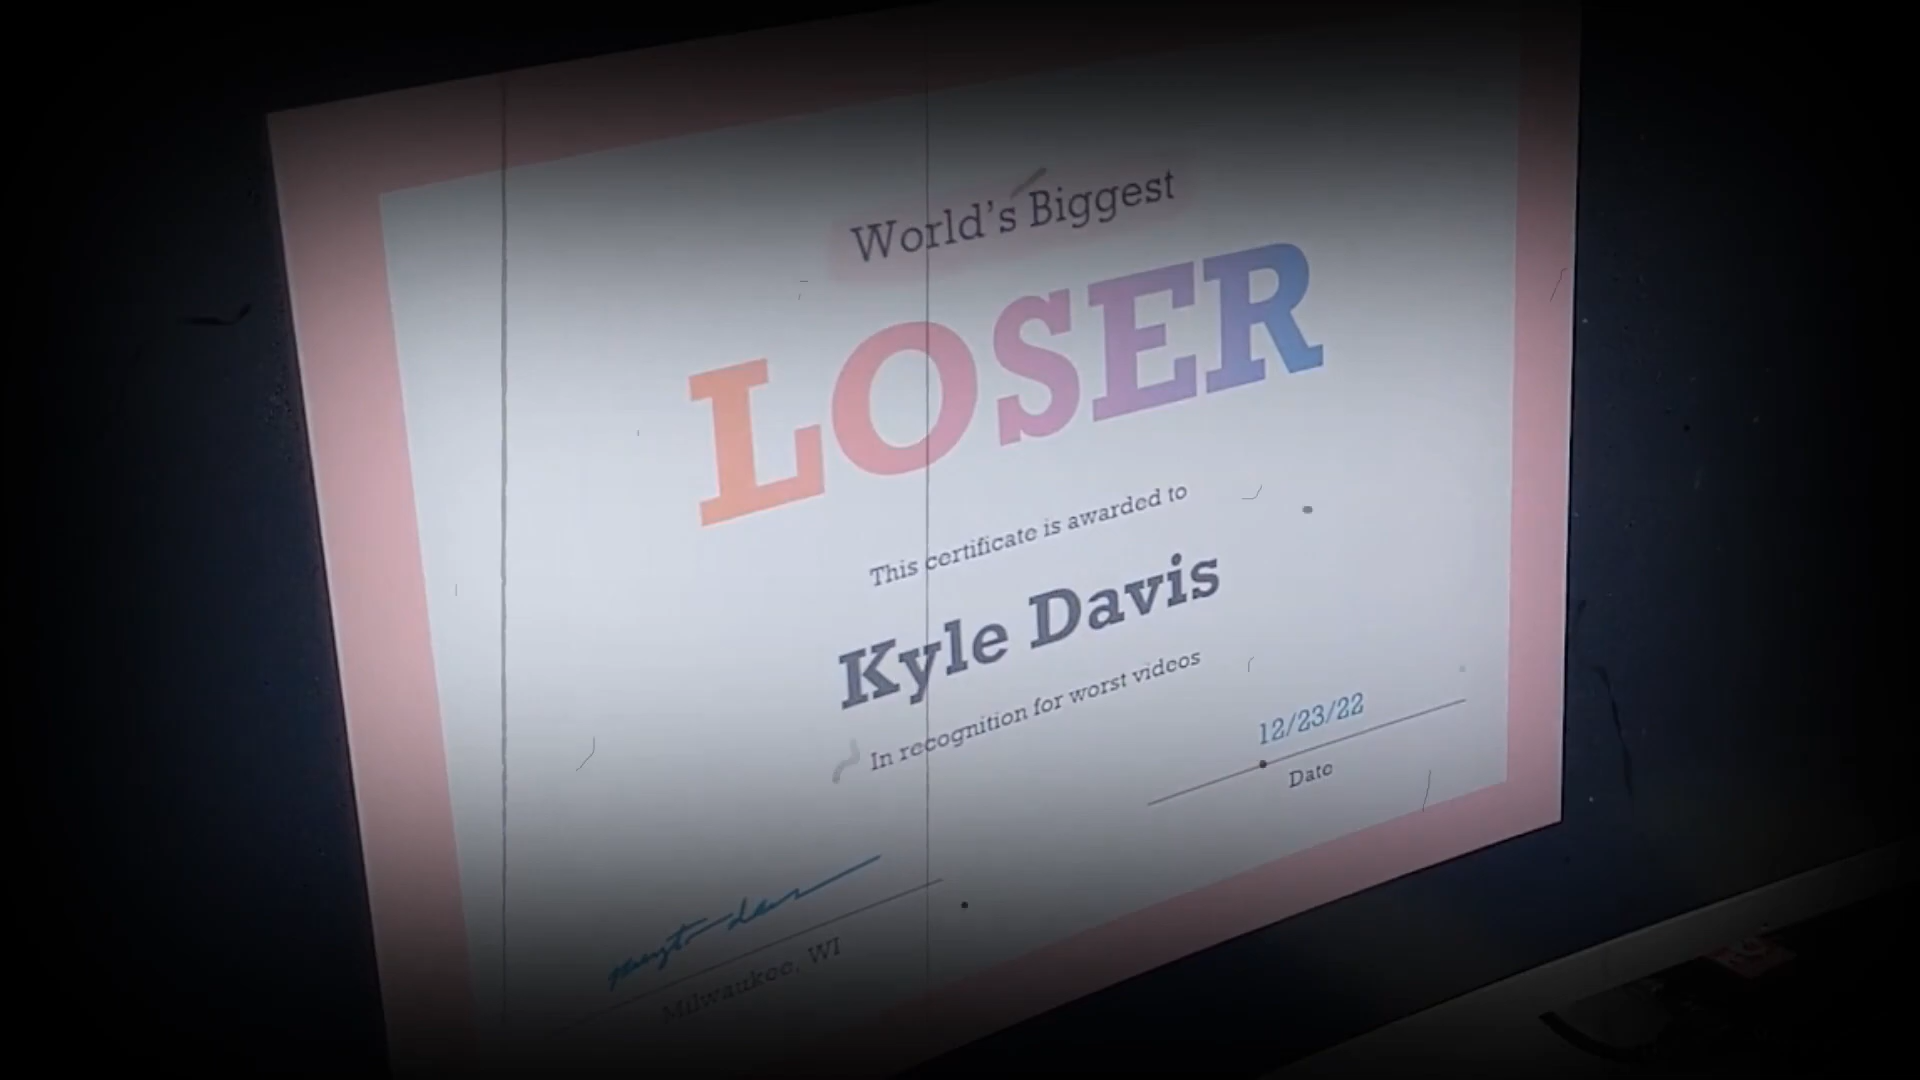 World's Biggest
LOSER
This certificate is awarded to
Kyle Davis
In recognition for worst videos
12/23/22
Date
Milwaukee, WI